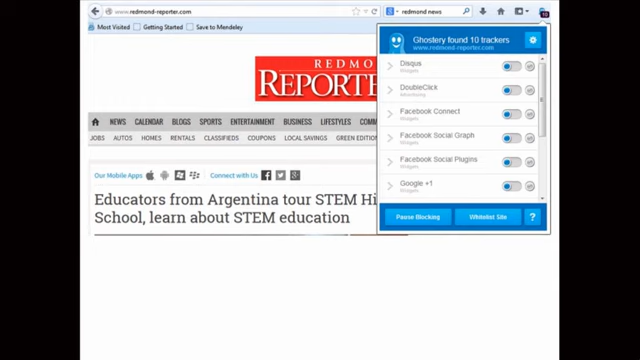 www.redmond-reporter.com
redmond news
Most Visited Getting Started Save to Mendeley
Ghostery found 10 trackers
www.redmond-reporter.com
Disqus
Widgets
DoubleClick
Advertising
Facebook Connect
Widgets
Facebook Social Graph
Widgets
Facebook Social Plugins
Widgets
Google +1
Widgets
Pause Blocking Whitelist Site ?
REDMOND
REPORTER
NEWS CALENDAR BLOGS SPORTS ENTERTAINMENT BUSINESS LIFESTYLES COMM
JOBS AUTOS HOMES RENTALS CLASSIFIEDS COUPONS LOCAL SAVINGS GREEN EDITION
Our Mobile Apps Connect with Us
Educators from Argentina tour STEM Hi
School, learn about STEM education